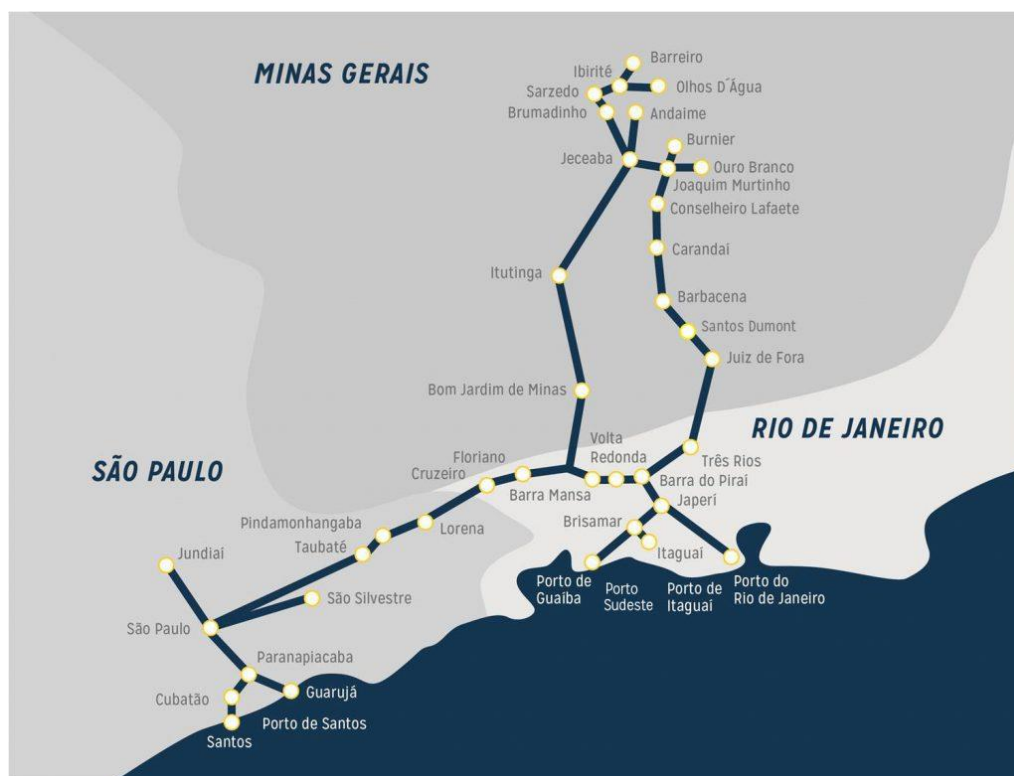 MINAS GERAIS
Barreiro
Ibirité
Olhos D´Água
Sarzedo
Brumadinho
Andaime
Burnier
Jeceaba
Ouro Branco
Joaquim Murtinho
Conselheiro Lafaete
Carandai
Itutinga
Barbacena
Santos Dumont
Juiz de Fora
Bom Jardim de Minas
RIO DE JANEIRO
Volta
Redonda
Três Rios
Floriano
Cruzeiro
Barra Mansa
Barra do Piraí
SÃO PAULO
Japeri
Pindamonhangaba
Lorena
Brisamar
Taubaté
Itaguaí
Jundiaí
Porto de
Guaíba
Porto
Sudeste
Porto de
Itaguaí
Porto do
Rio de Janeiro
São Silvestre
São Paulo
Paranapiacaba
Cubatão
Guarujá
Porto de Santos
Santos